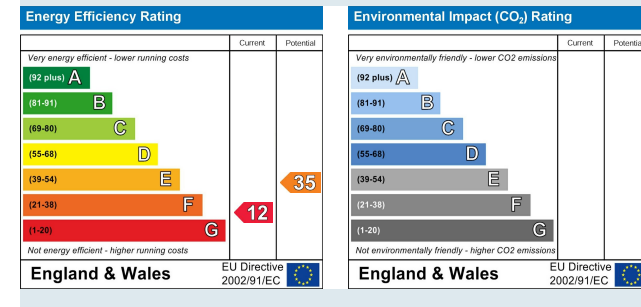 Energy Efficiency Rating
Current Potential
Very energy efficient - lower running costs
(92 plus) A
(81-91) B
(69-80) C
(55-68) D
(39-54) E
(21-38) F
(1-20) G
12
35
Not energy efficient - higher running costs
England & Wales
EU Directive
2002/91/EC
Environmental Impact (CO₂) Rating
Current Potential
Very environmentally friendly - lower CO2 emissions
(92 plus) A
(81-91) B
(69-80) C
(55-68) D
(39-54) E
(21-38) F
(1-20) G
Not environmentally friendly - higher CO2 emissions
England & Wales
EU Directive
2002/91/EC